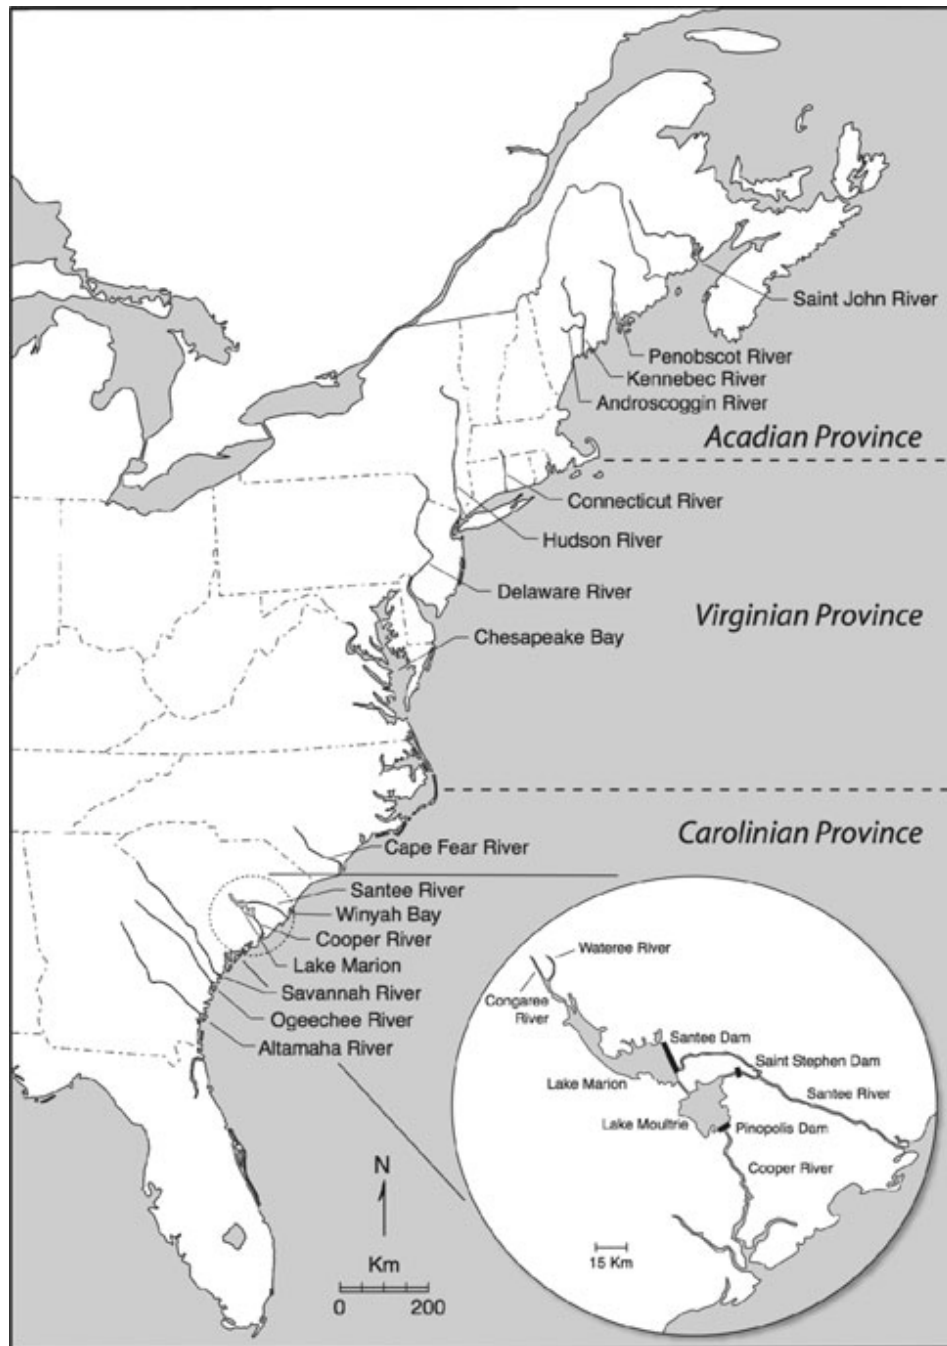 Saint John River
Penobscot River
Kennebec River
Androscoggin River
Acadian Province
Connecticut River
Hudson River
Delaware River
Virginian Province
Chesapeake Bay
Carolinian Province
Cape Fear River
Santee River
Winyah Bay
Cooper River
Lake Marion
Savannah River
Ogeechee River
Altamaha River
Wateree River
Congaree
River
Santee Dam
Saint Stephen Dam
Lake Marion
Santee River
Lake Moultrie
Pinopolis Dam
Cooper River
15 Km
N
Km
0 200